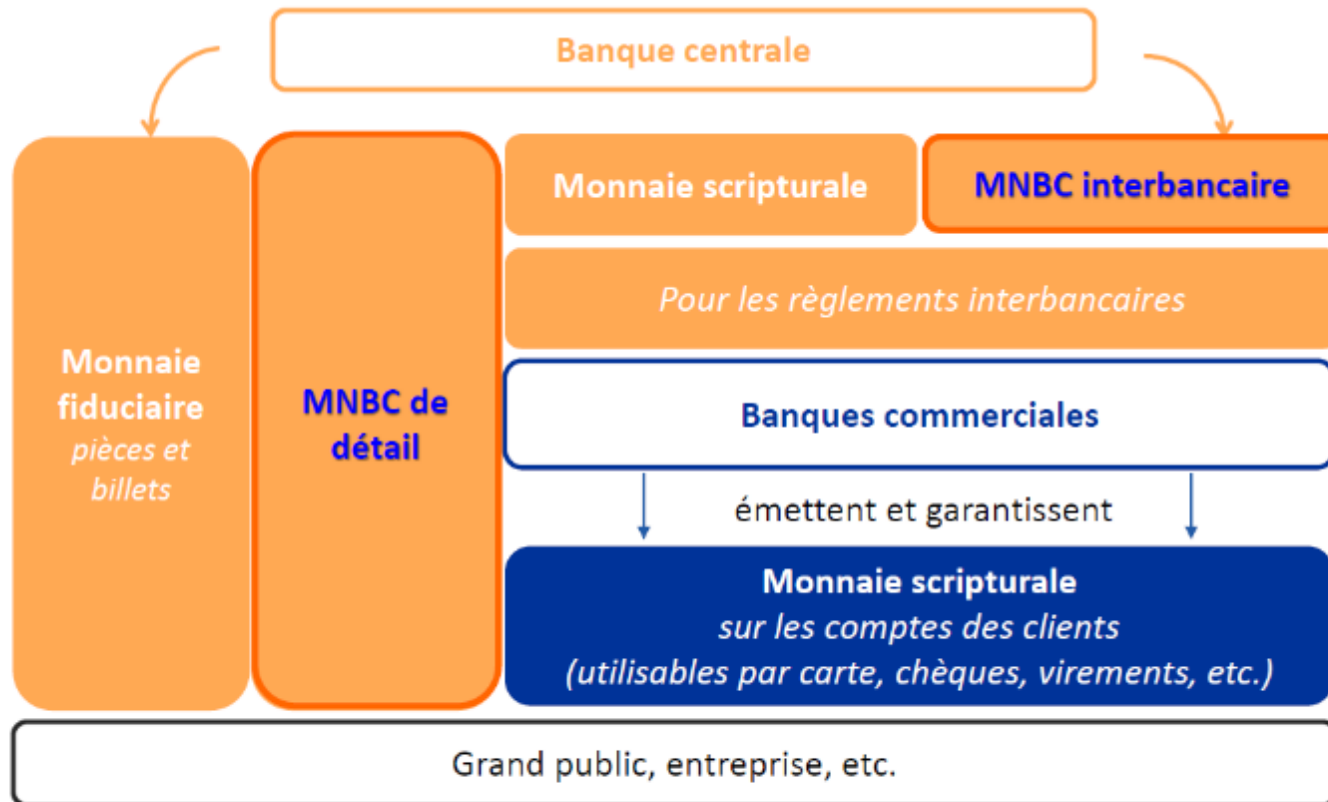 Banque centrale
Monnaie
fiduciaire
pièces et
billets
MNBC de
détail
Monnaie scripturale
MNBC interbancaire
Pour les règlements interbancaires
Banques commerciales
émettent et garantissent
Monnaie scripturale
sur les comptes des clients
(utilisables par carte, chèques, virements, etc.)
Grand public, entreprise, etc.